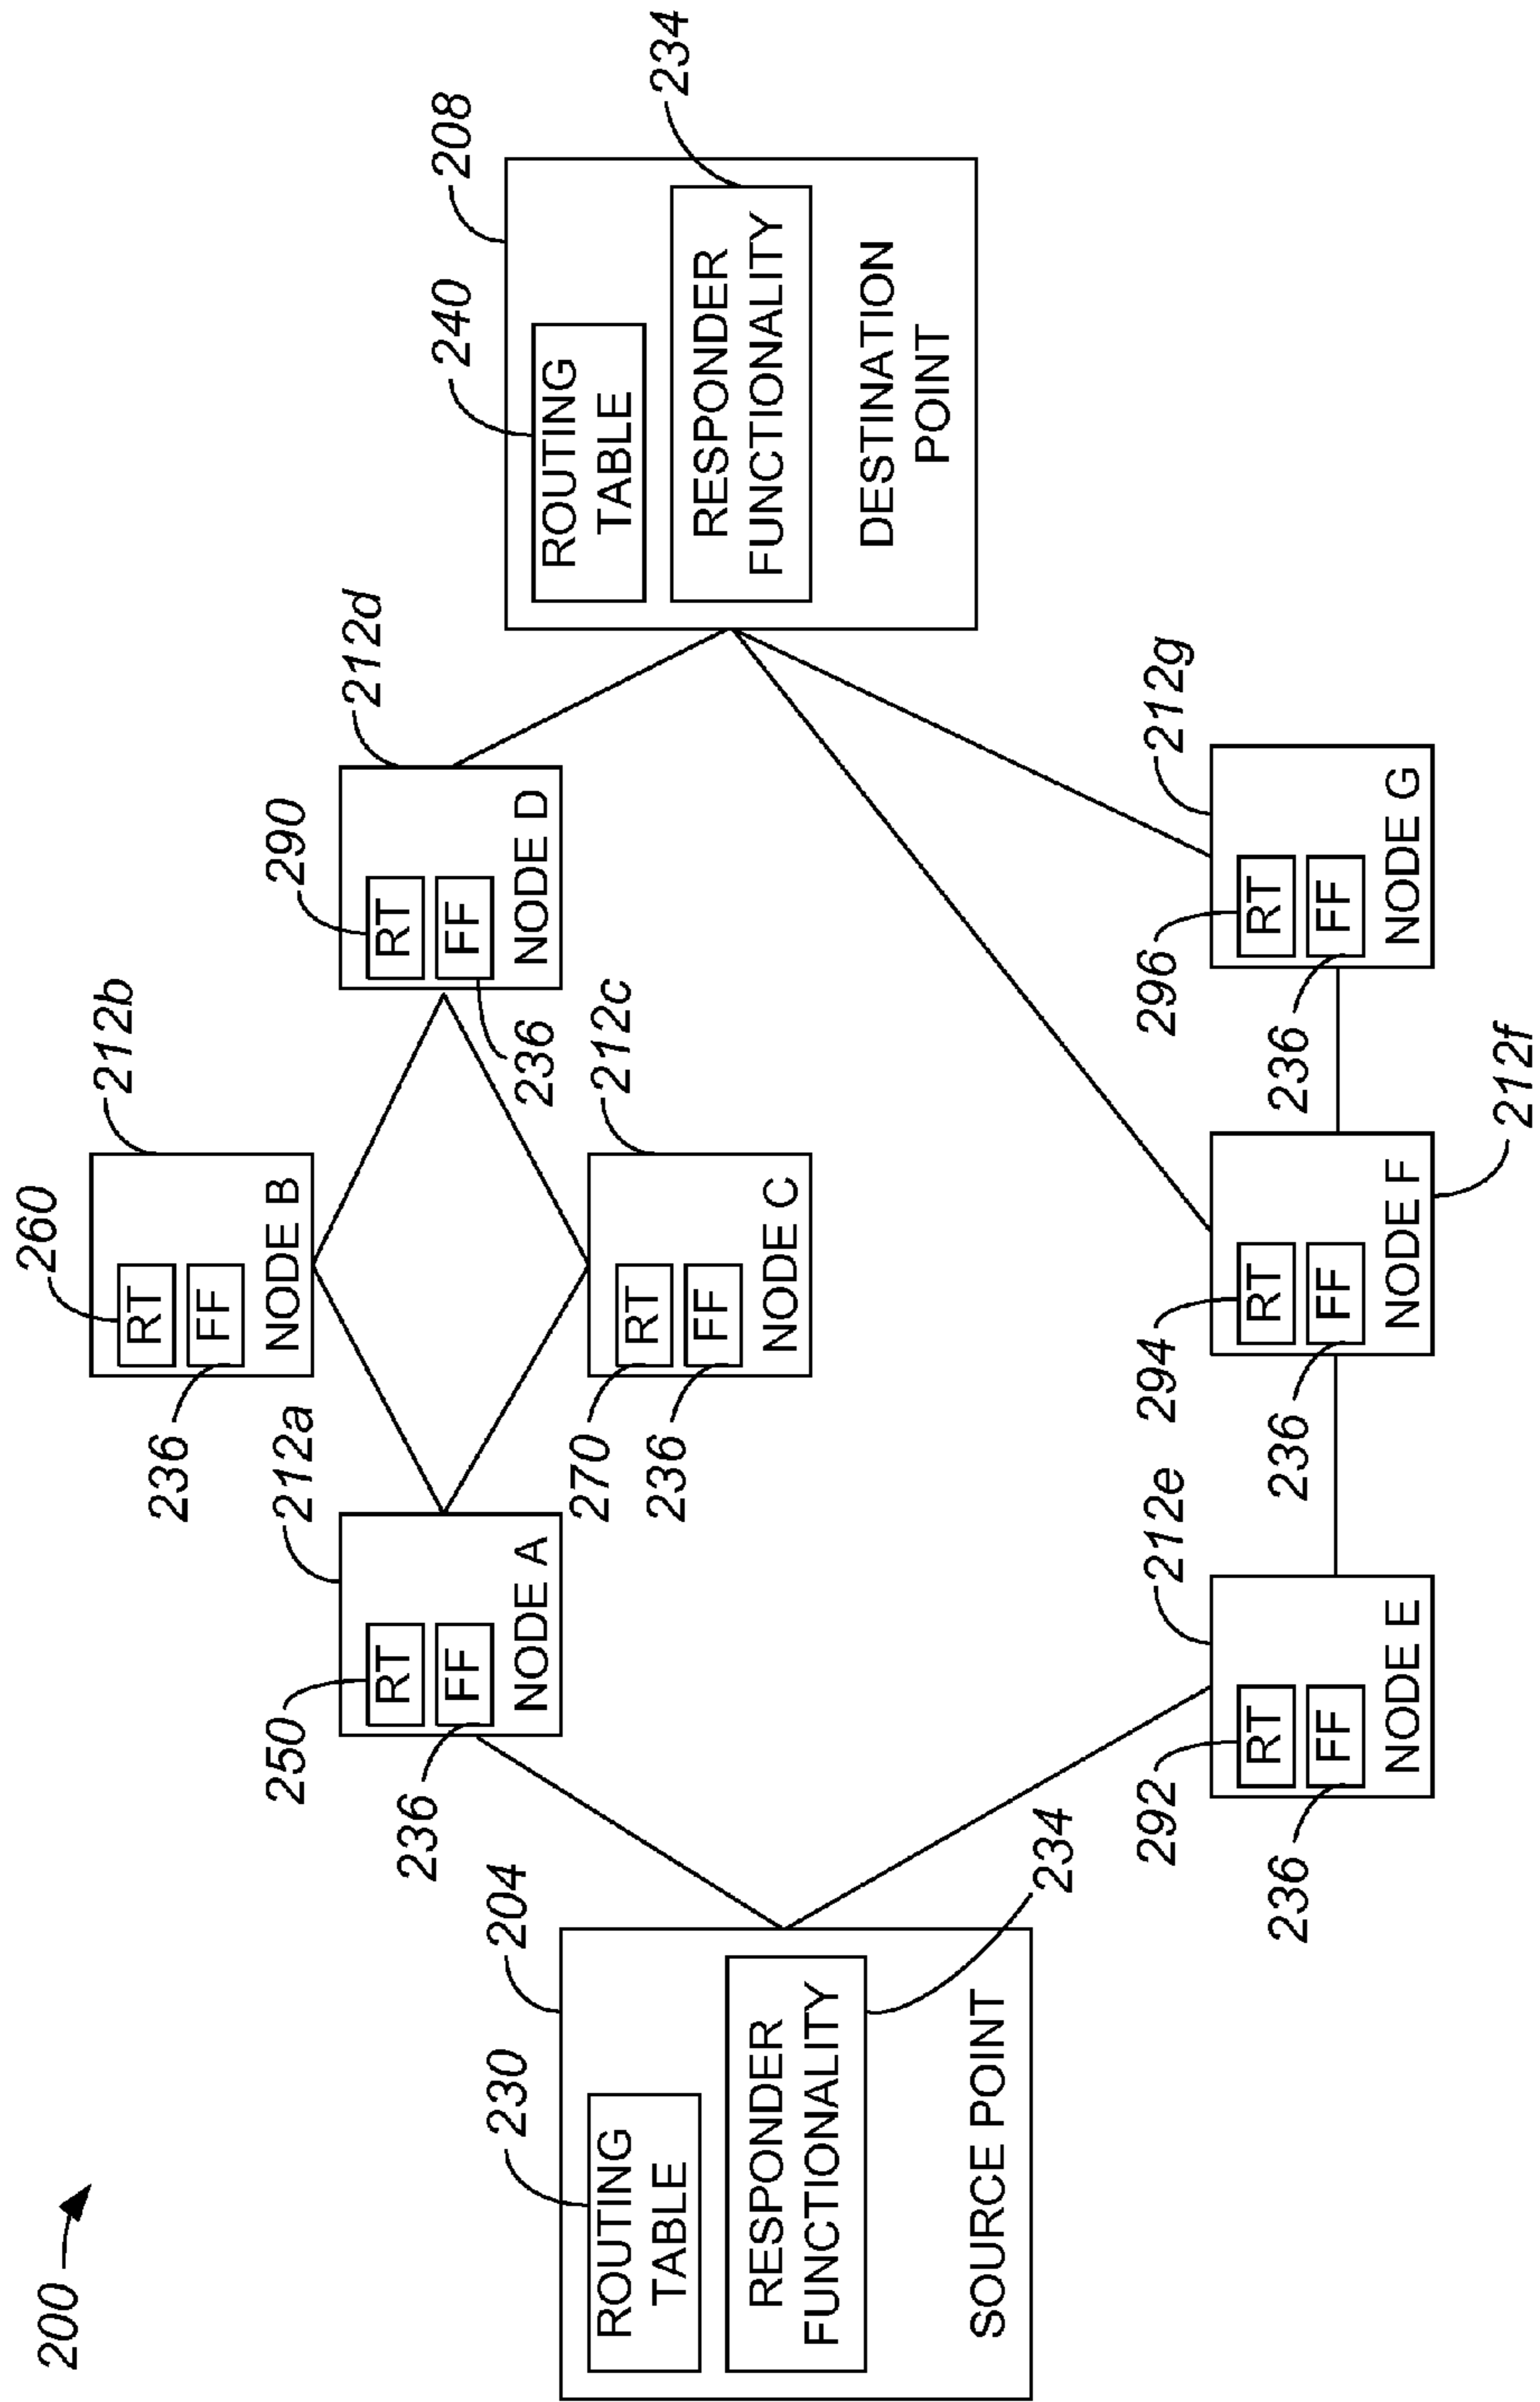 200
230
ROUTING
TABLE
RESPONDER
FUNCTIONALITY
SOURCE POINT
204
234
250
RT
236
FF
NODE A
212a
260
RT
236
FF
NODE B
212b
270
RT
236
FF
NODE C
212c
290
RT
236
FF
NODE D
212d
292
RT
236
FF
NODE E
212e
294
RT
236
FF
NODE F
212f
296
RT
236
FF
NODE G
212g
240
ROUTING
TABLE
208
RESPONDER
FUNCTIONALITY
234
DESTINATION
POINT